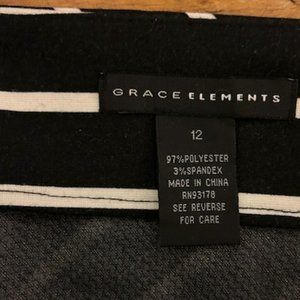 GRACE ELEMENTS
12
97%POLYESTER
3%SPANDEX
MADE IN CHINA
RN93178
SEE REVERSE
FOR CARE